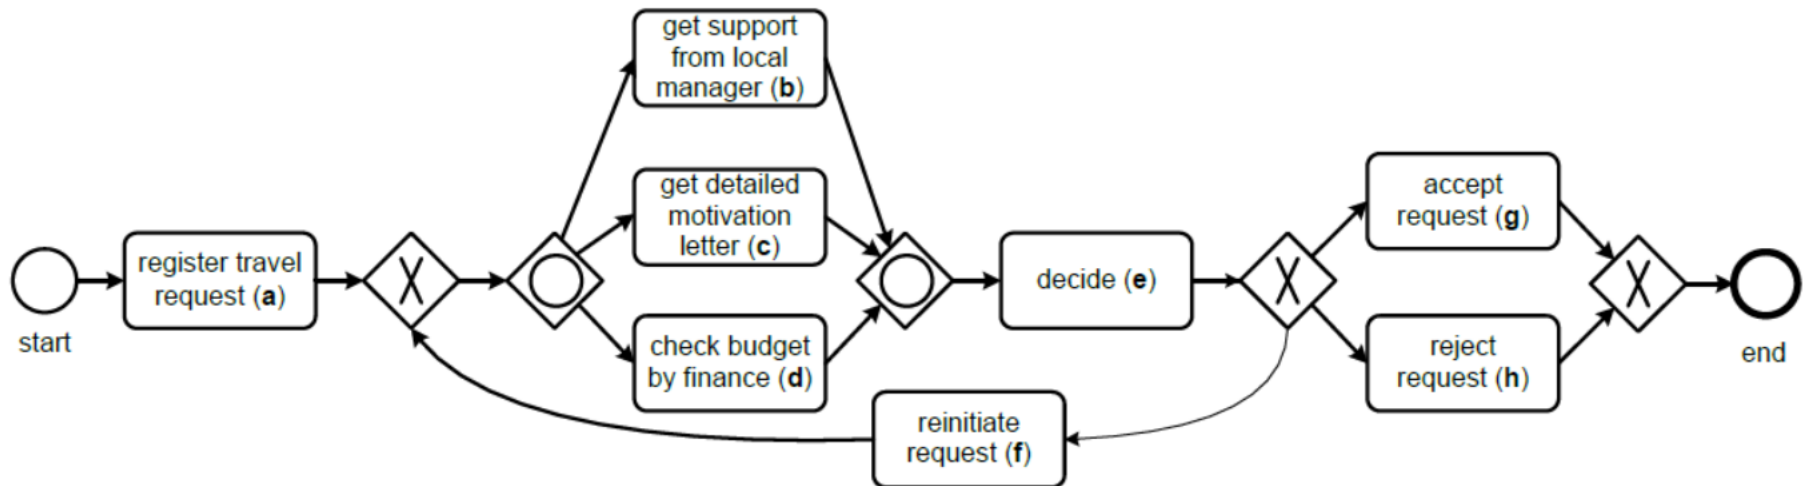 start
register travel
request (a)
X
get support
from local
manager (b)
get detailed
motivation
letter (c)
check budget
by finance (d)
decide (e)
X
reinitiate
request (f)
accept
request (g)
reject
request (h)
X
end